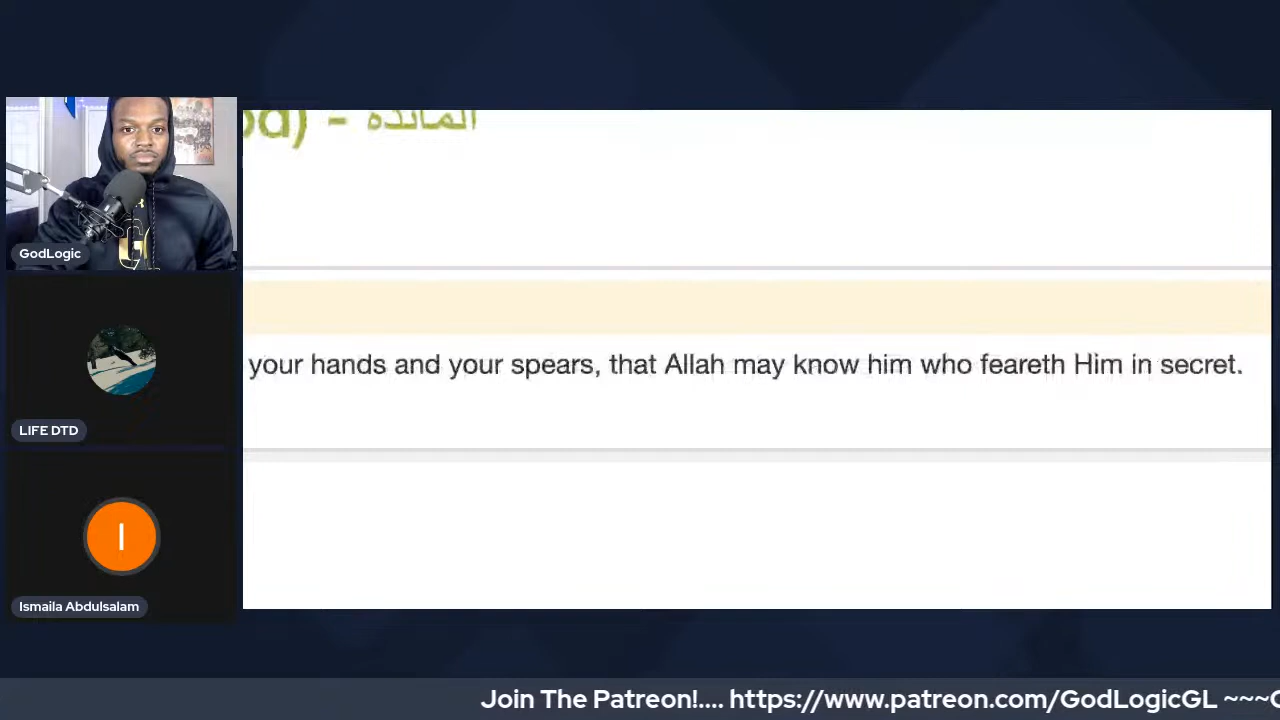 المائدة - (od
GodLogic
your hands and your spears, that Allah may know him who feareth Him in secret.
LIFE DTD
I
Ismaila Abdulsalam
Join The Patreon!.... https://www.patreon.com/GodLogicGL ~~~